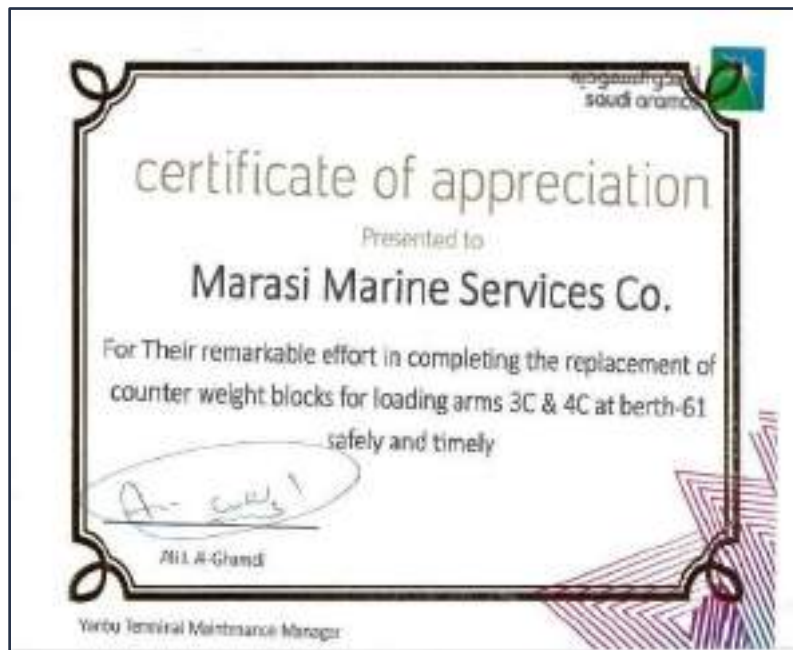 saudi aramco
certificate of appreciation
Presented to
Marasi Marine Services Co.
For Their remarkable effort in completing the replacement of
counter weight blocks for loading arms 3C & 4C at berth-61
safely and timely
Al-Ghamdi
Yanbu Terminal Maintenance Manager